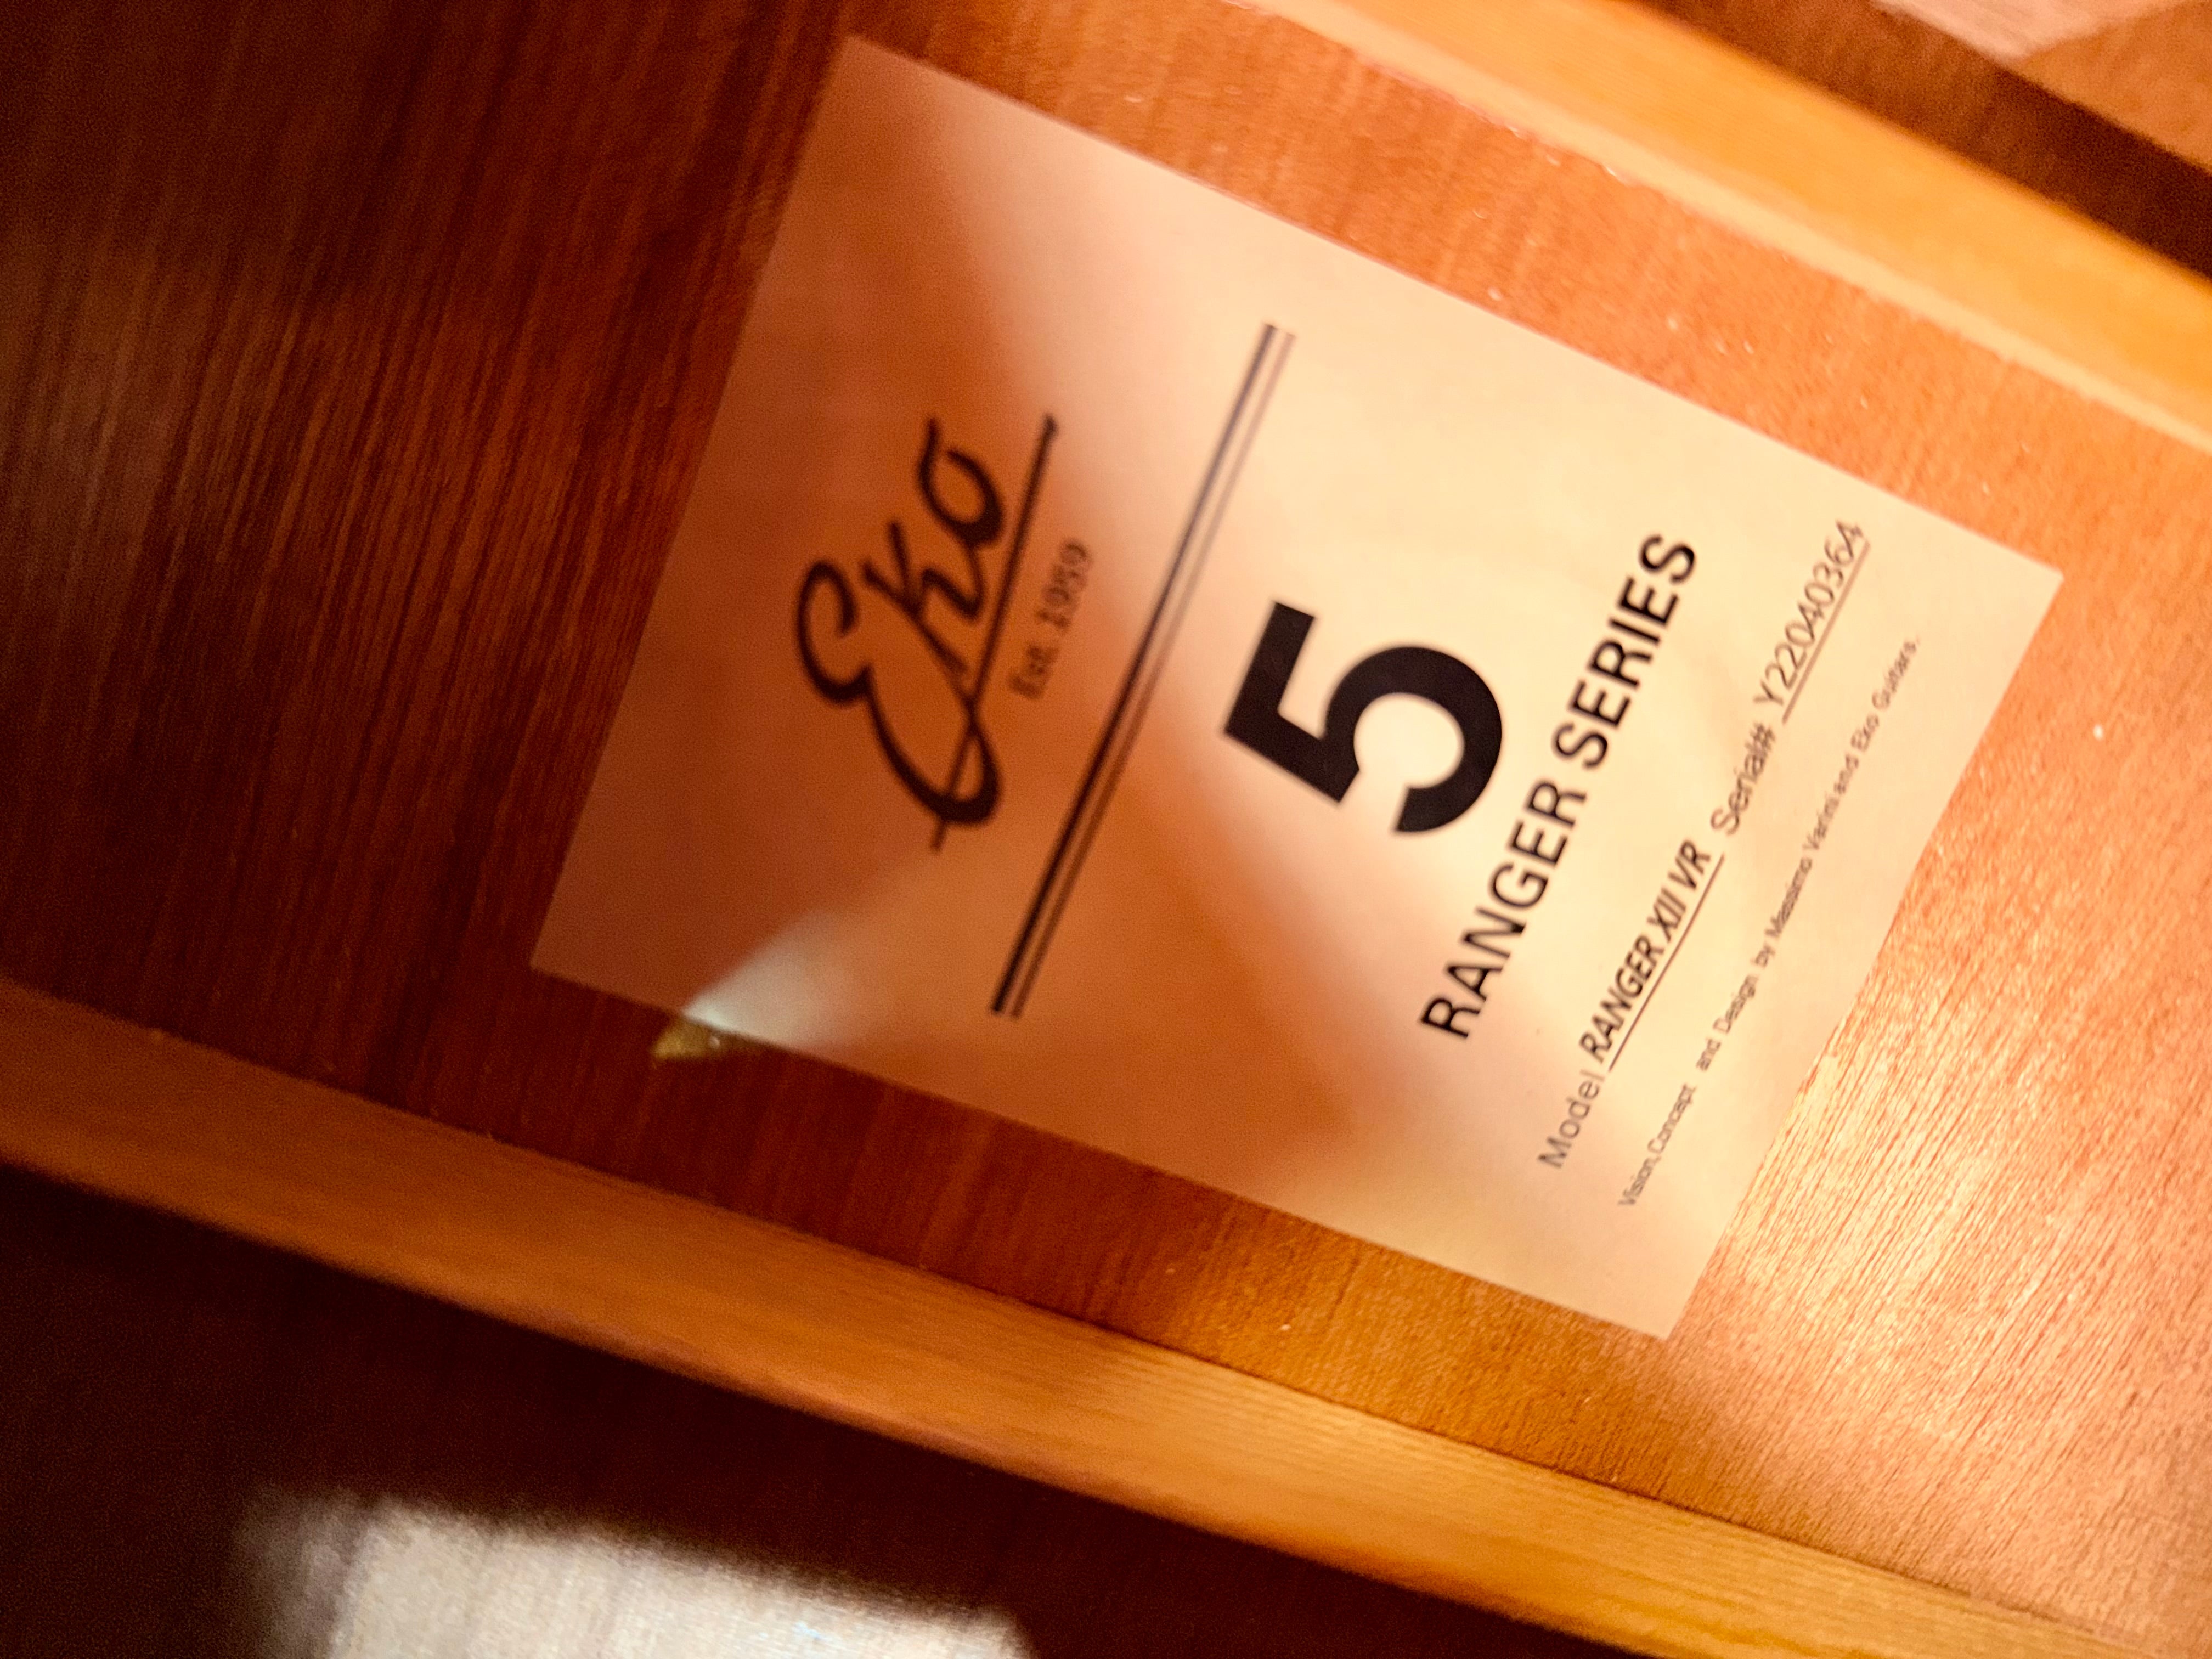 Eko
Est. 1959
5
RANGER SERIES
Model RANGER XII VR Serial# Y22040364
Vision, Concept and Design by Massimo Varini and Eko Guitars.